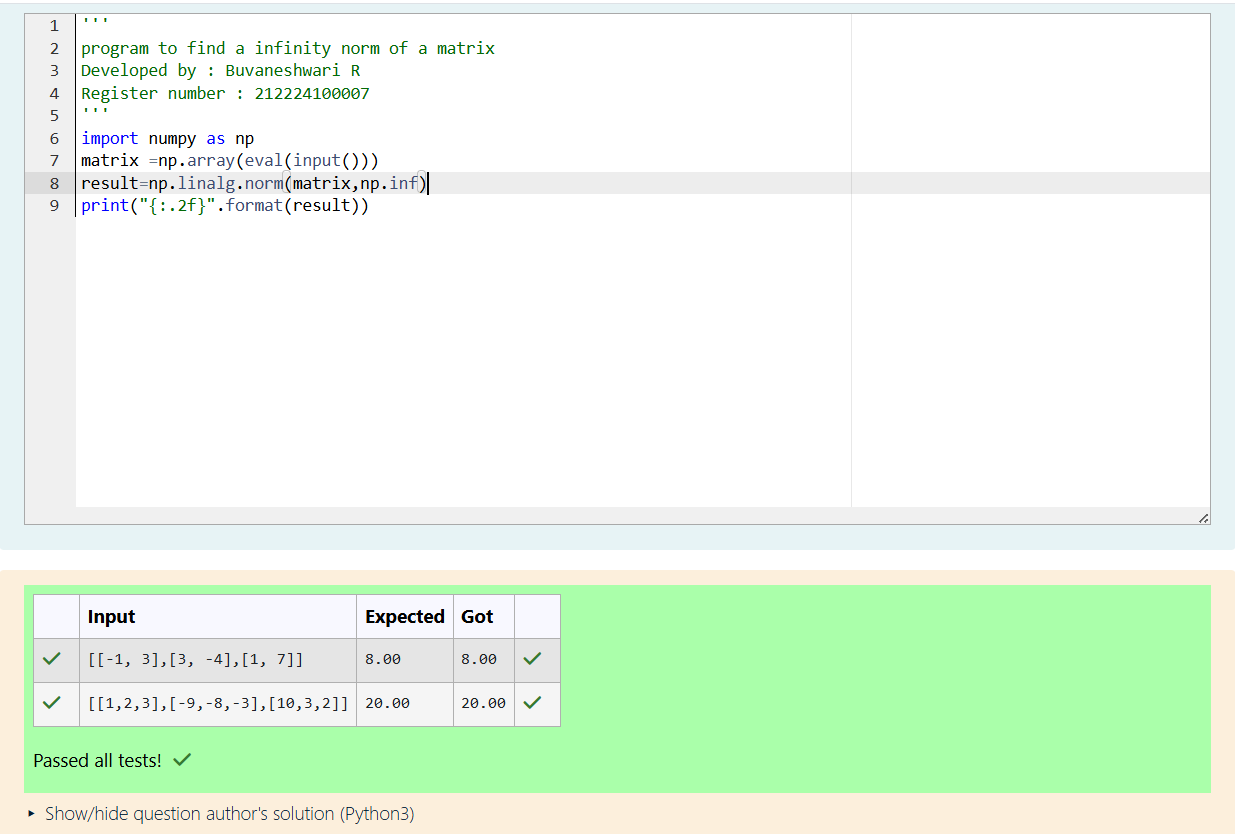 1 '''
2 program to find a infinity norm of a matrix
3 Developed by : Buvaneshwari R
4 Register number : 212224100007
5 '''
6 import numpy as np
7 matrix =np.array(eval(input()))
8 result=np.linalg.norm(matrix,np.inf)
9 print("{:.2f}".format(result))
Input Expected Got
[[-1, 3],[3, -4],[1, 7]] 8.00 8.00
[[1,2,3],[-9,-8,-3],[10,3,2]] 20.00 20.00
Passed all tests!
Show/hide question author's solution (Python3)